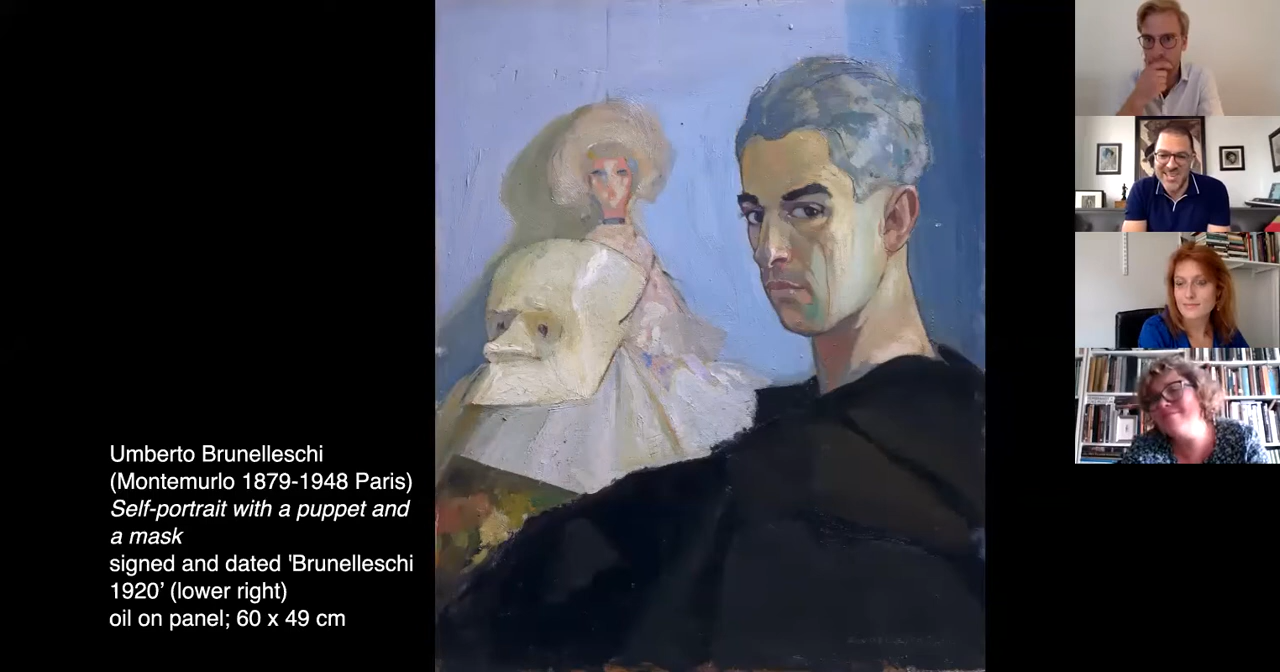 Umberto Brunelleschi
(Montemurlo 1879-1948 Paris)
Self-portrait with a puppet and
a mask
signed and dated 'Brunelleschi
1920’ (lower right)
oil on panel; 60 x 49 cm